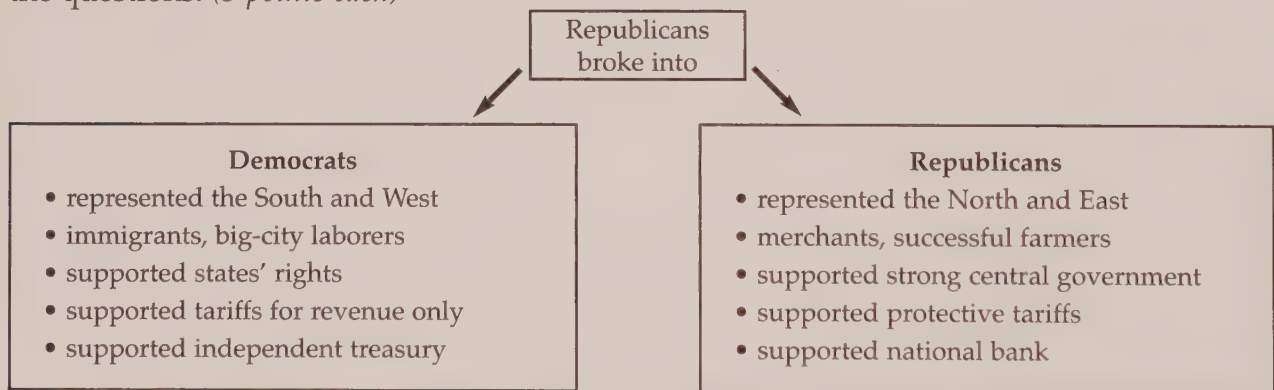 the questions. (5 points each)
Republicans
broke into
Democrats
• represented the South and West
• immigrants, big-city laborers
• supported states' rights
• supported tariffs for revenue only
• supported independent treasury
Republicans
• represented the North and East
• merchants, successful farmers
• supported strong central government
• supported protective tariffs
• supported national bank